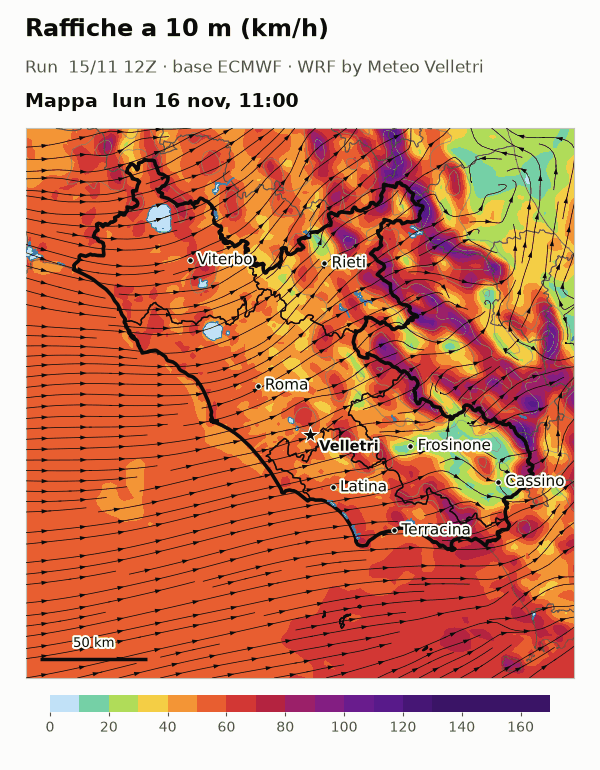 Raffiche a 10 m (km/h)
Run 15/11 12Z · base ECMWF · WRF by Meteo Velletri
Mappa lun 16 nov, 11:00
Viterbo
Rieti
Roma
Velletri
Frosinone
Cassino
Latina
Terracina
50 km
0 20 40 60 80 100 120 140 160